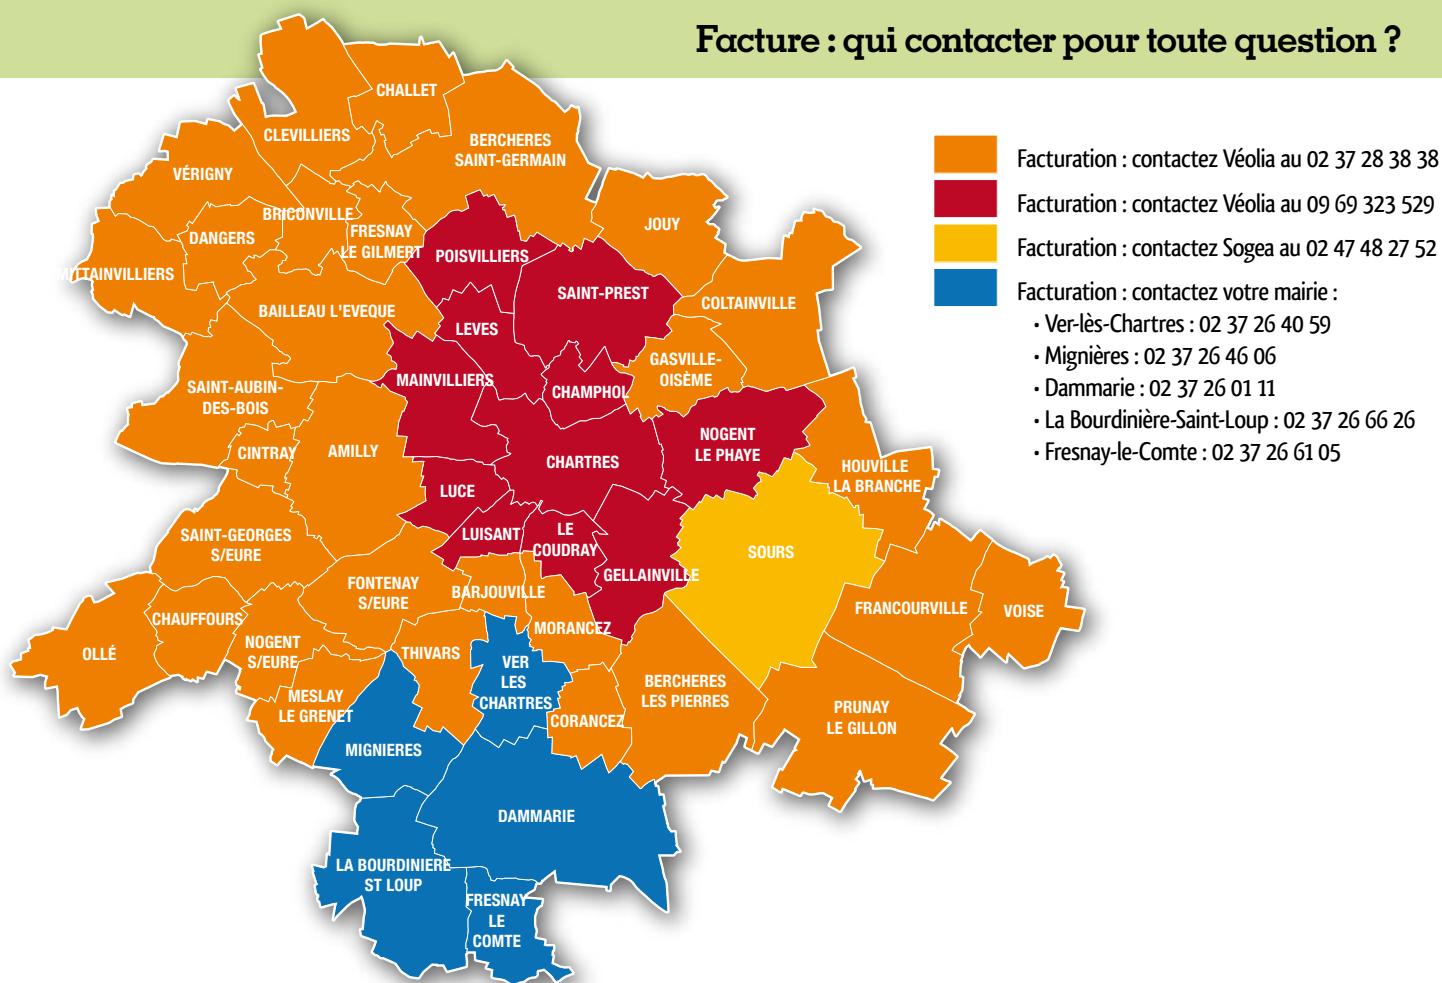 Facture : qui contacter pour toute question ?
CHALLET
CLEVILLIERS
BERCHERES
SAINT-GERMAIN
VÉRIGNY
BRICONVILLE
DANGERS
FRESNAY
LE GILMERT
JOUY
MITTAINVILLIERS
POISVILLIERS
SAINT-PREST
COLTAINVILLE
BAILLEAU L'EVEQUE
LEVES
GASVILLE-
OISÈME
MAINVILLIERS
CHAMPHOL
SAINT-AUBIN-
DES-BOIS
CINTRAY
AMILLY
CHARTRES
NOGENT
LE PHAYE
HOUVILLE
LA BRANCHE
LUCE
LUISANT
LE
COUDRAY
SAINT-GEORGES
S/EURE
SOURS
GELLAINVILLE
FONTENAY
S/EURE
BARJOUVILLE
FRANCOURVILLE
VOISE
CHAUFFOURS
MORANCEZ
OLLÉ
NOGENT
S/EURE
THIVARS
VER
LES
CHARTRES
BERCHERES
LES PIERRES
MESLAY
LE GRENET
CORANCEZ
PRUNAY
LE GILLON
MIGNIERES
DAMMARIE
LA BOURDINIERE
ST LOUP
FRESNAY
LE
COMTE
Facturation : contactez Véolia au 02 37 28 38 38
Facturation : contactez Véolia au 09 69 323 529
Facturation : contactez Sogea au 02 47 48 27 52
Facturation : contactez votre mairie :
• Ver-lès-Chartres : 02 37 26 40 59
• Mignières : 02 37 26 46 06
• Dammarie : 02 37 26 01 11
• La Bourdinière-Saint-Loup : 02 37 26 66 26
• Fresnay-le-Comte : 02 37 26 61 05